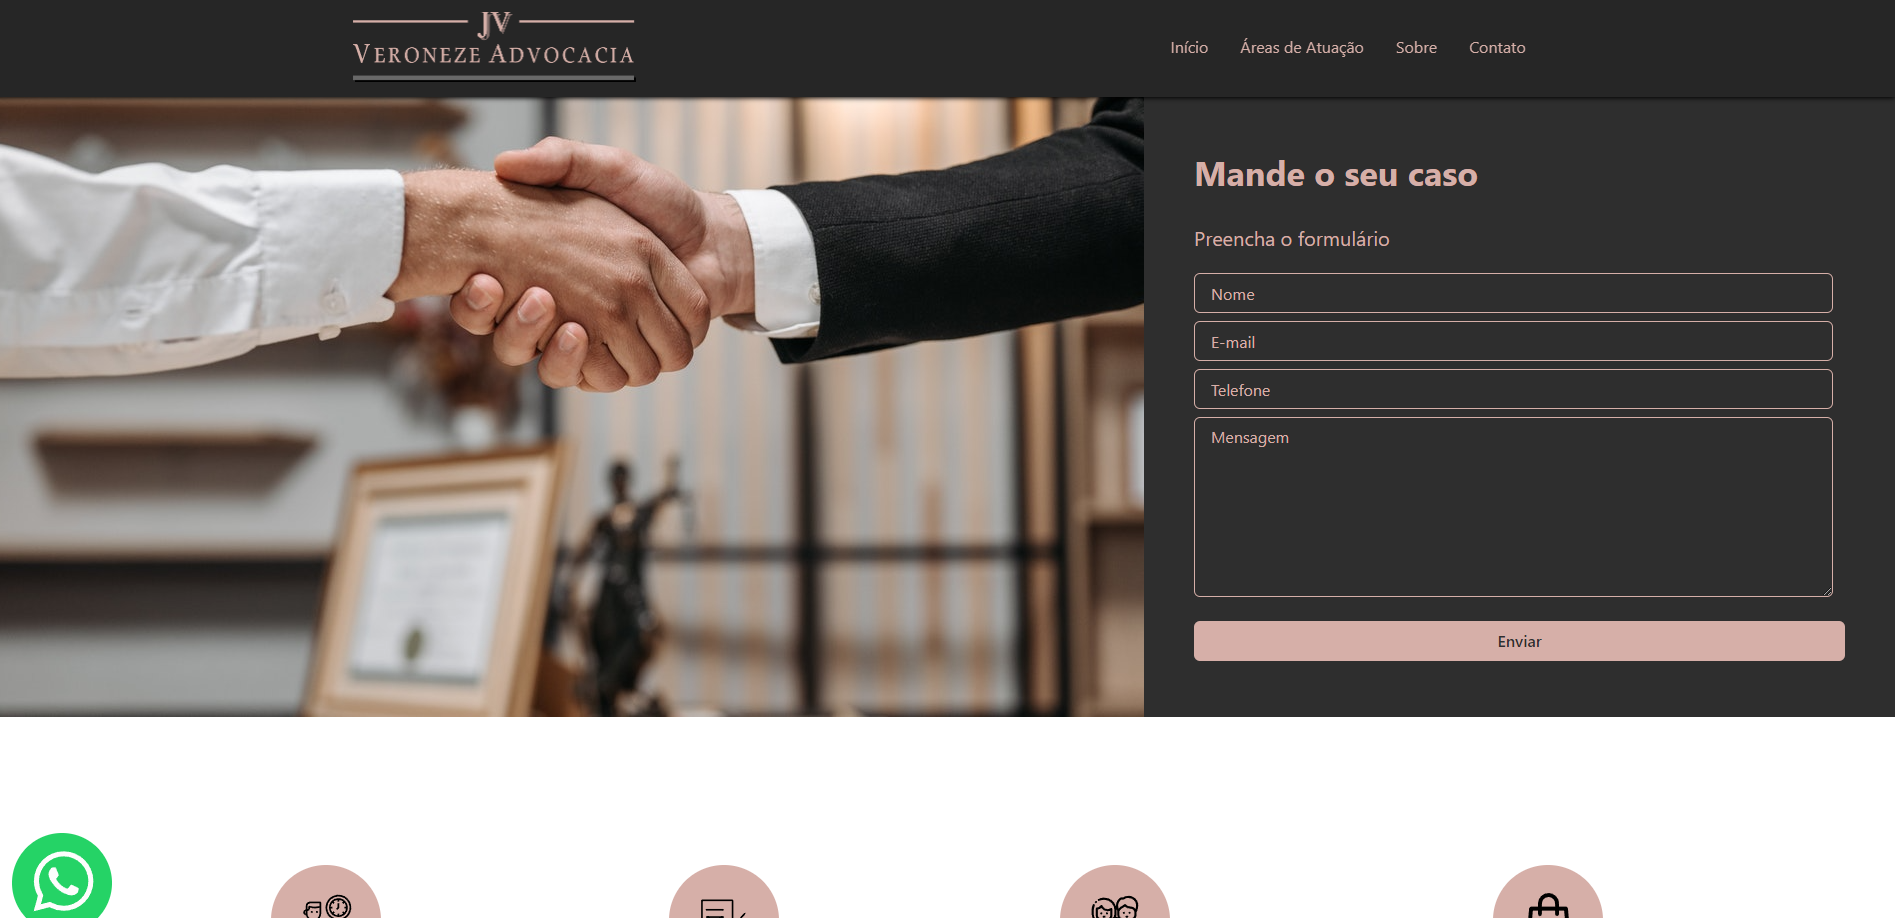 JV
VERONEZE ADVOCACIA
Início Áreas de Atuação Sobre Contato
Mande o seu caso
Preencha o formulário
Nome
E-mail
Telefone
Mensagem
Enviar